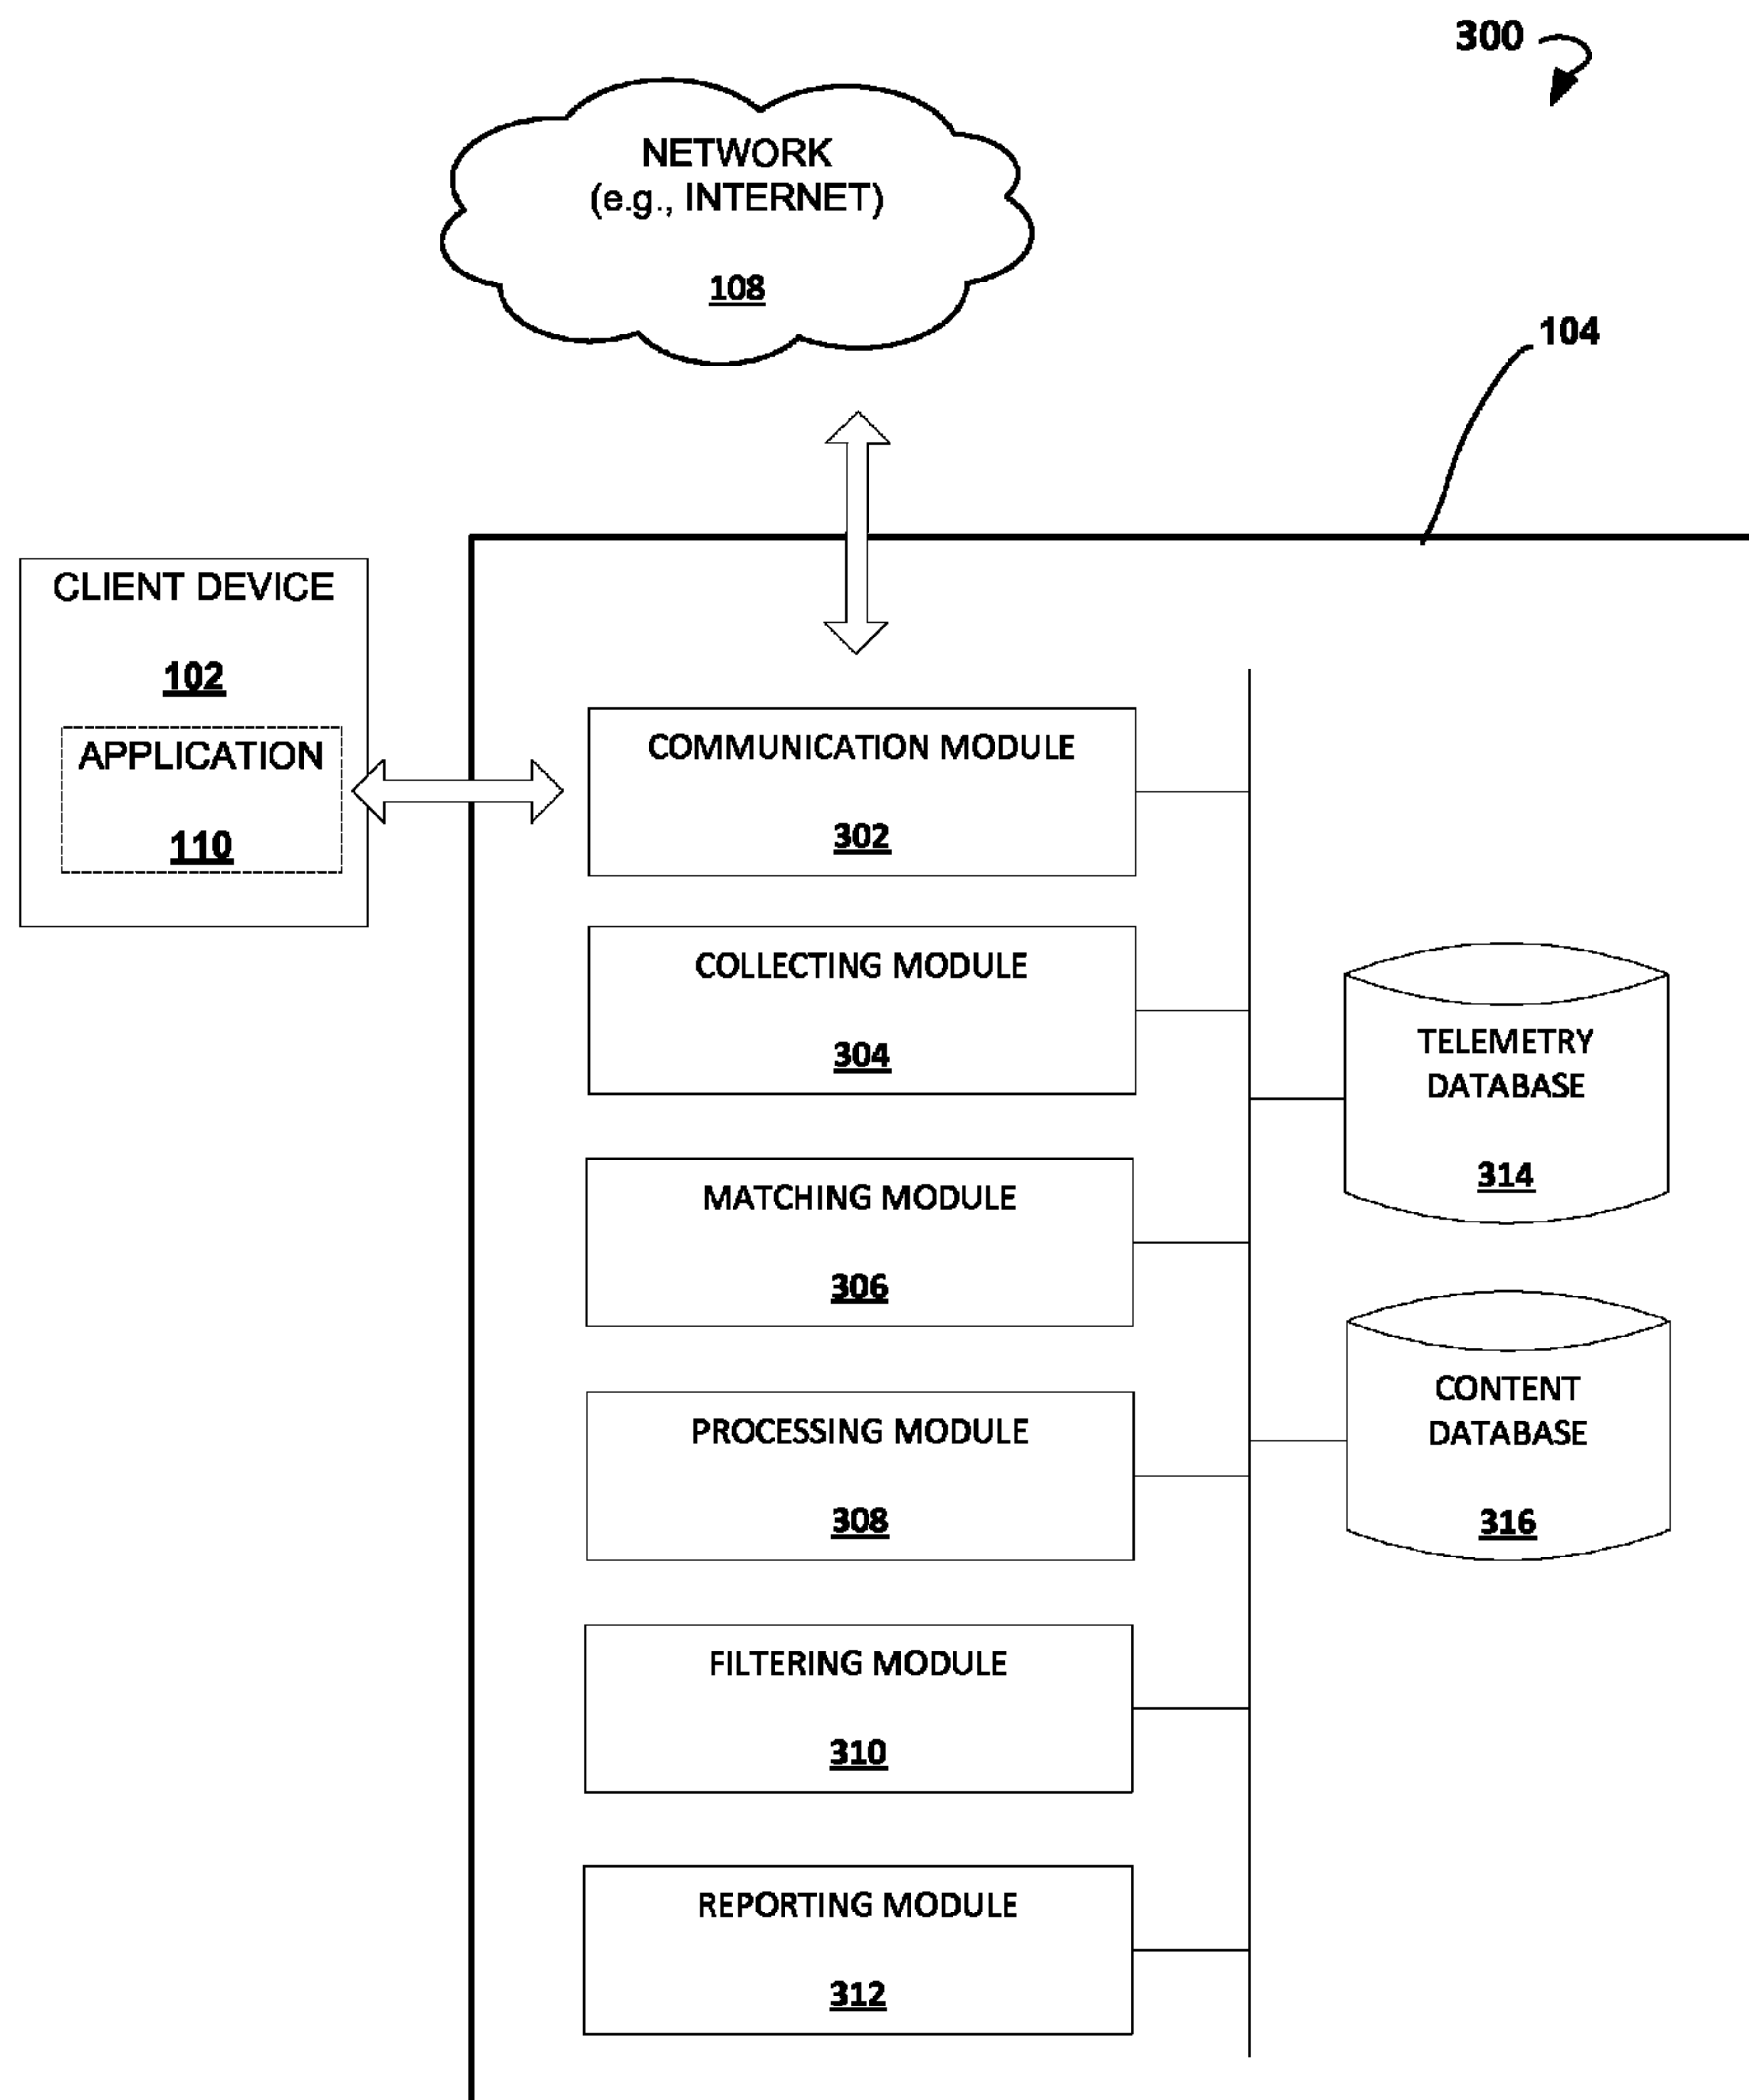 300
NETWORK
(e.g., INTERNET)
108
104
CLIENT DEVICE
102
APPLICATION
110
COMMUNICATION MODULE
302
COLLECTING MODULE
304
TELEMETRY
DATABASE
314
MATCHING MODULE
306
CONTENT
DATABASE
316
PROCESSING MODULE
308
FILTERING MODULE
310
REPORTING MODULE
312